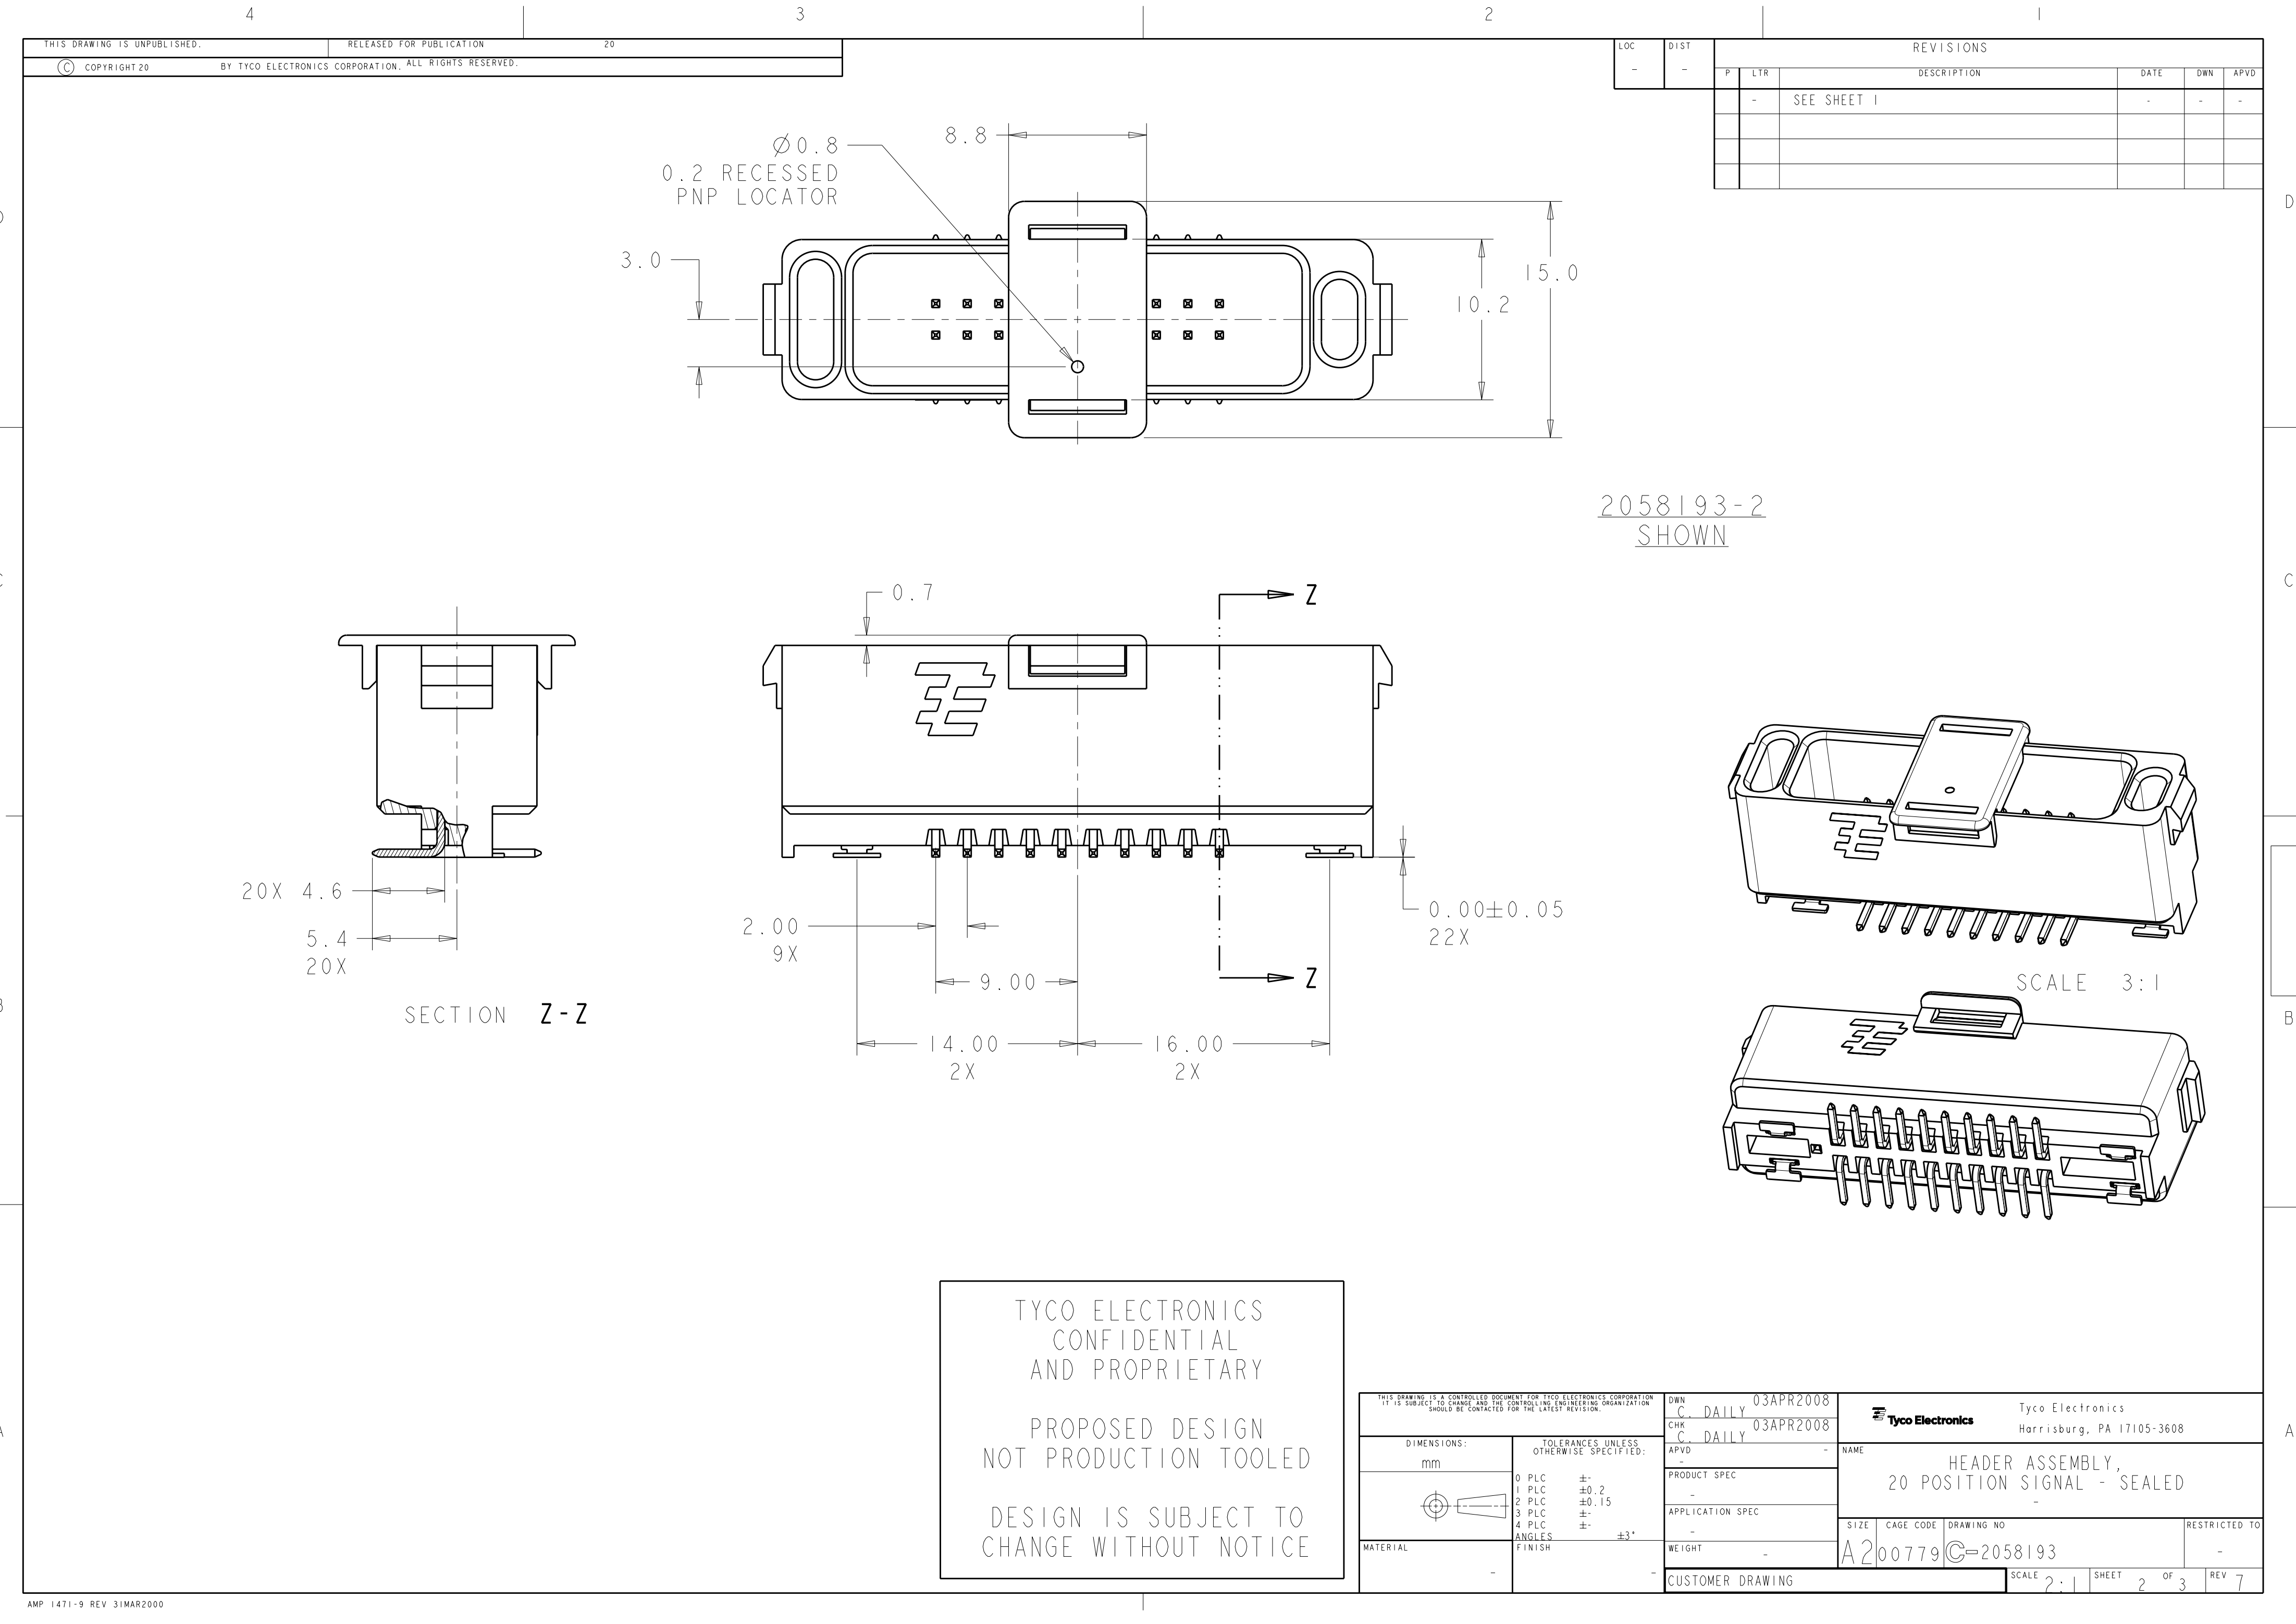 4
3
2
1
THIS DRAWING IS UNPUBLISHED.
RELEASED FOR PUBLICATION
20
© COPYRIGHT 20
BY TYCO ELECTRONICS CORPORATION.
ALL RIGHTS RESERVED.
LOC
DIST
-
-
REVISIONS
P
LTR
DESCRIPTION
DATE
DWN
APVD
-
SEE SHEET 1
-
-
-
Ø0.8
0.2 RECESSED
PNP LOCATOR
8.8
3.0
10.2
15.0
D
D
2058193-2
SHOWN
C
C
0.7
Z
Z
20X 4.6
5.4
20X
SECTION Z-Z
2.00
9X
9.00
14.00
2X
16.00
2X
0.00±0.05
22X
SCALE 3:1
B
B
TYCO ELECTRONICS
CONFIDENTIAL
AND PROPRIETARY
PROPOSED DESIGN
NOT PRODUCTION TOOLED
DESIGN IS SUBJECT TO
CHANGE WITHOUT NOTICE
A
A
THIS DRAWING IS A CONTROLLED DOCUMENT FOR TYCO ELECTRONICS CORPORATION
IT IS SUBJECT TO CHANGE AND THE CONTROLLING ENGINEERING ORGANIZATION
SHOULD BE CONTACTED FOR THE LATEST REVISION.
DIMENSIONS:
mm
TOLERANCES UNLESS
OTHERWISE SPECIFIED:
0 PLC ±-
1 PLC ±0.2
2 PLC ±0.15
3 PLC ±-
4 PLC ±-
ANGLES ±3°
MATERIAL
-
FINISH
-
DWN 03APR2008
C. DAILY
CHK 03APR2008
C. DAILY
APVD -
-
PRODUCT SPEC
-
APPLICATION SPEC
-
WEIGHT -
CUSTOMER DRAWING
Tyco Electronics
Tyco Electronics
Harrisburg, PA 17105-3608
NAME
HEADER ASSEMBLY,
20 POSITION SIGNAL - SEALED
-
SIZE
CAGE CODE
DRAWING NO
RESTRICTED TO
A2
00779
C-2058193
-
SCALE 2:1
SHEET 2 OF 3
REV 7
AMP 1471-9 REV 31MAR2000